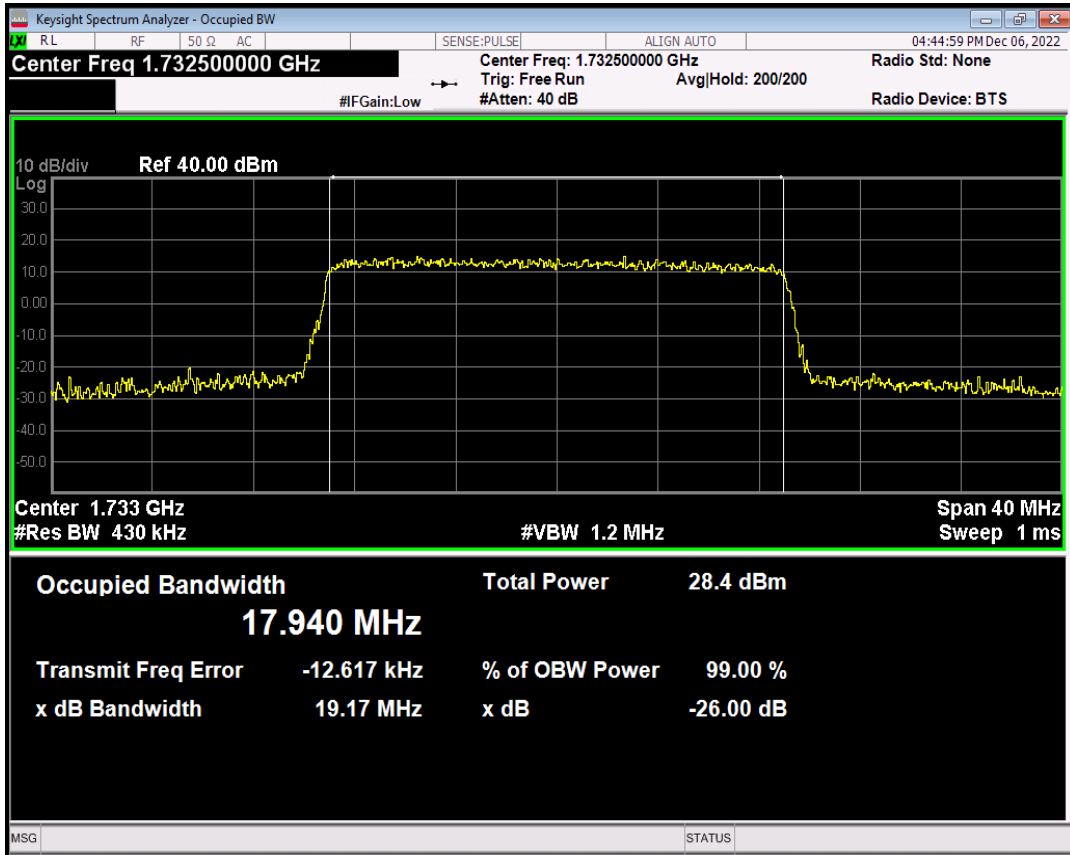 Keysight Spectrum Analyzer - Occupied BW
LXI RL RF 50 Ω AC SENSE:PULSE ALIGN AUTO 04:44:59 PM Dec 06, 2022
Center Freq 1.732500000 GHz Center Freq: 1.732500000 GHz Radio Std: None
Trig: Free Run Avg|Hold: 200/200
#IFGain:Low #Atten: 40 dB Radio Device: BTS
10 dB/div Ref 40.00 dBm
Log
30.0
20.0
10.0
0.00
-10.0
-20.0
-30.0
-40.0
-50.0
Center 1.733 GHz Span 40 MHz
#Res BW 430 kHz #VBW 1.2 MHz Sweep 1 ms
Occupied Bandwidth Total Power 28.4 dBm
17.940 MHz
Transmit Freq Error -12.617 kHz % of OBW Power 99.00 %
x dB Bandwidth 19.17 MHz x dB -26.00 dB
MSG STATUS